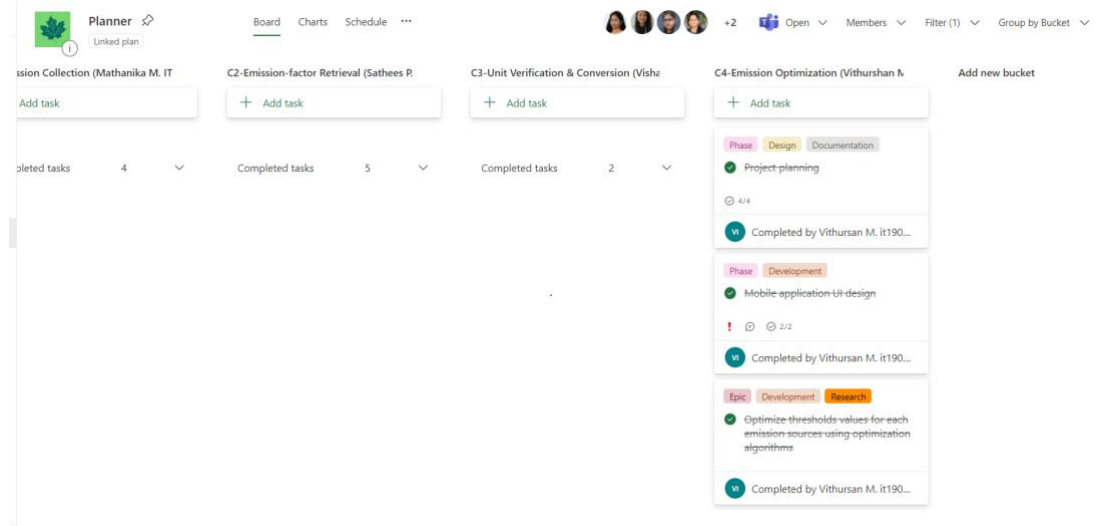 Planner
Linked plan
Board Charts Schedule ...
+2 Open Members Filter (1) Group by Bucket
ssion Collection (Mathanika M. IT
Add task
pleted tasks 4
C2-Emission-factor Retrieval (Sathees P.
+ Add task
Completed tasks 5
C3-Unit Verification & Conversion (Visha
+ Add task
Completed tasks 2
C4-Emission Optimization (Vithurshan M
+ Add task
Phase Design Documentation
Project planning
4/4
VI Completed by Vithursan M. it190...
Phase Development
Mobile application UI design
! 2/2
VI Completed by Vithursan M. it190...
Epic Development Research
Optimize thresholds values for each
emission sources using optimization
algorithms
VI Completed by Vithursan M. it190...
Add new bucket